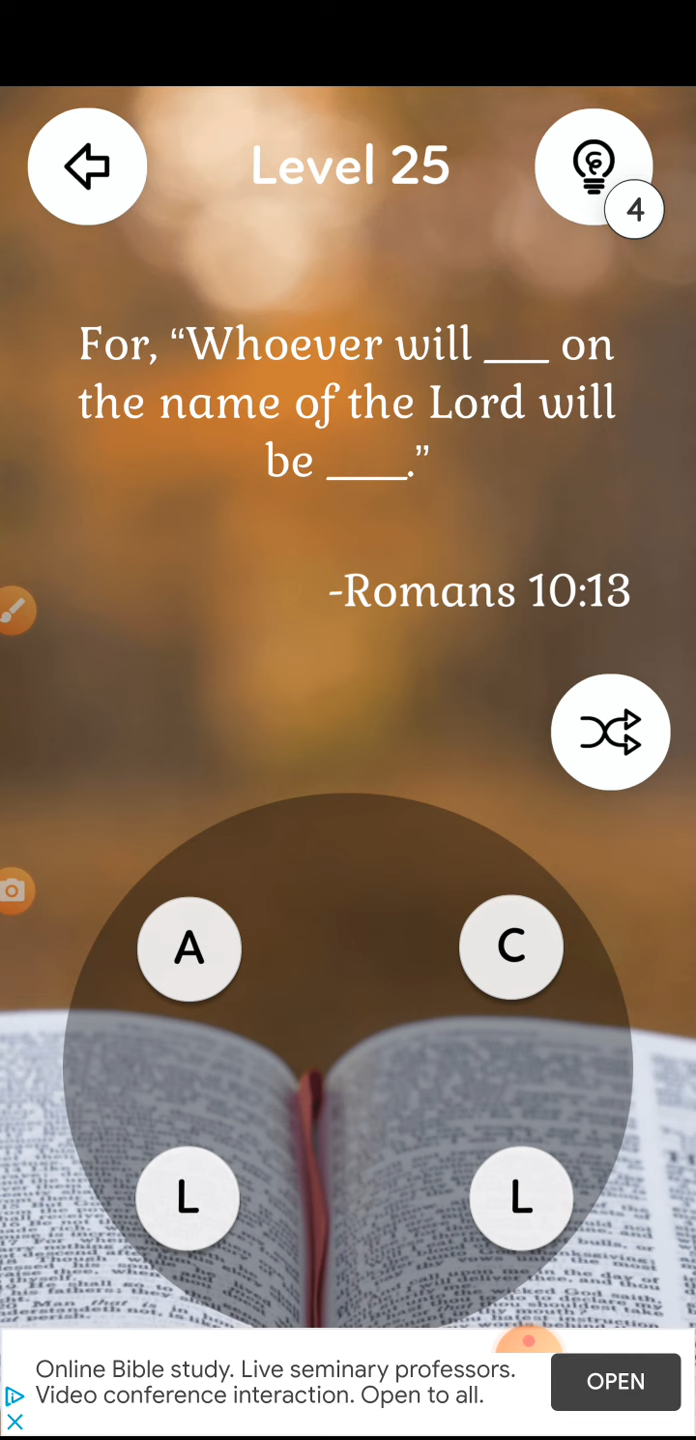 Level 25
4
For, “Whoever will ___ on
the name of the Lord will
be ____.”
-Romans 10:13
A
C
L
L
Online Bible study. Live seminary professors.
Video conference interaction. Open to all.
OPEN